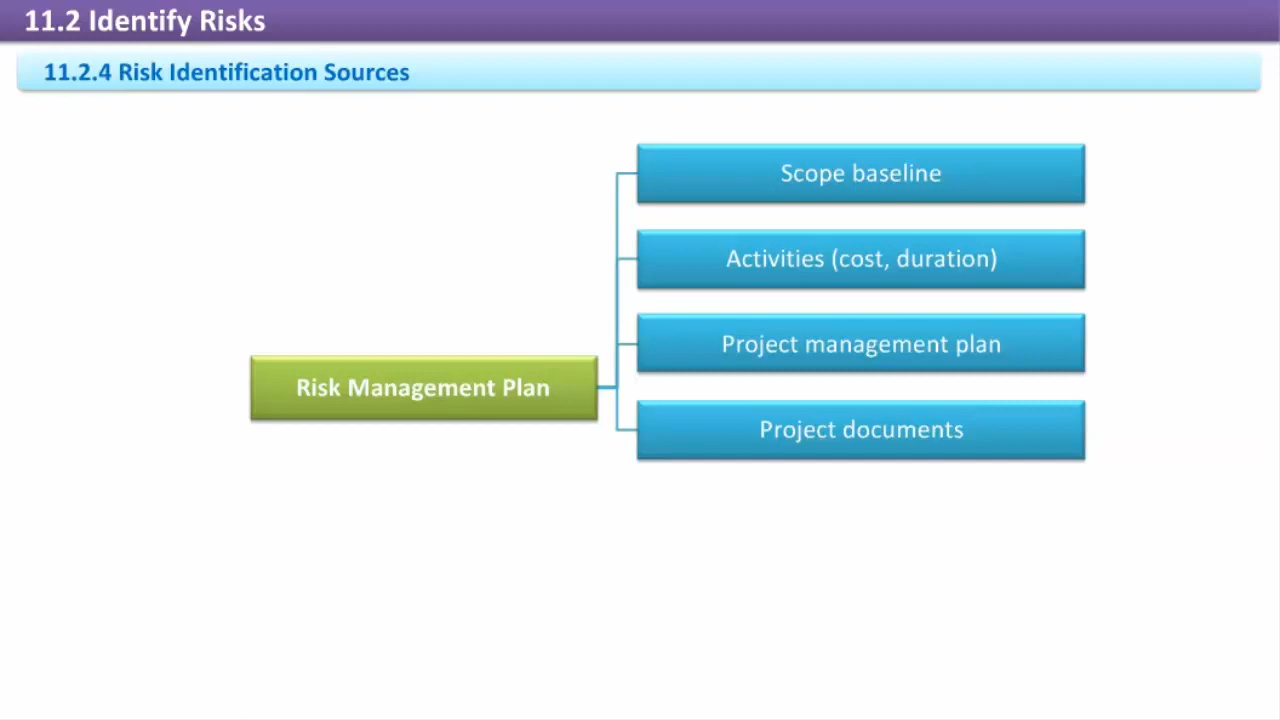 11.2 Identify Risks
11.2.4 Risk Identification Sources
Scope baseline
Activities (cost, duration)
Project management plan
Risk Management Plan
Project documents